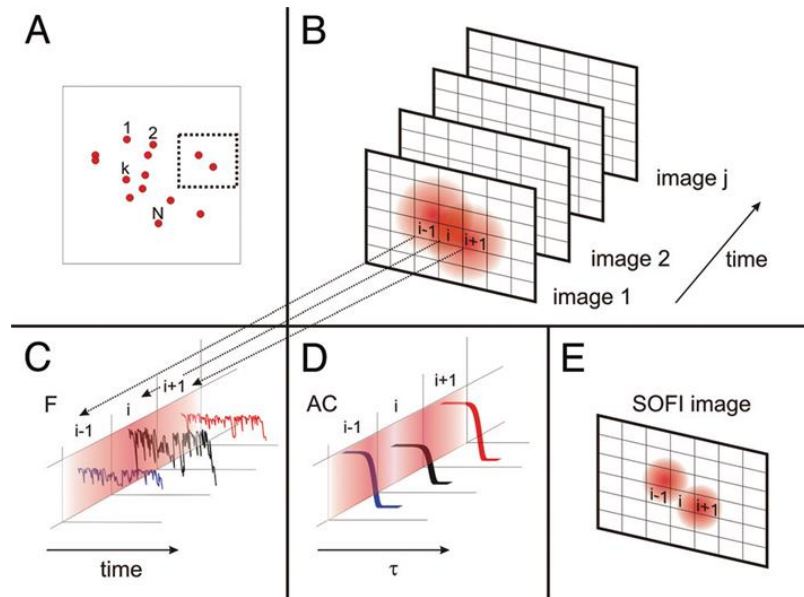 A
1
2
k
N
B
i-1 i i+1
image 1
image 2
image j
time
C
F
i-1
i
i+1
time
D
AC
i-1
i
i+1
τ
E
SOFI image
i-1 i i+1